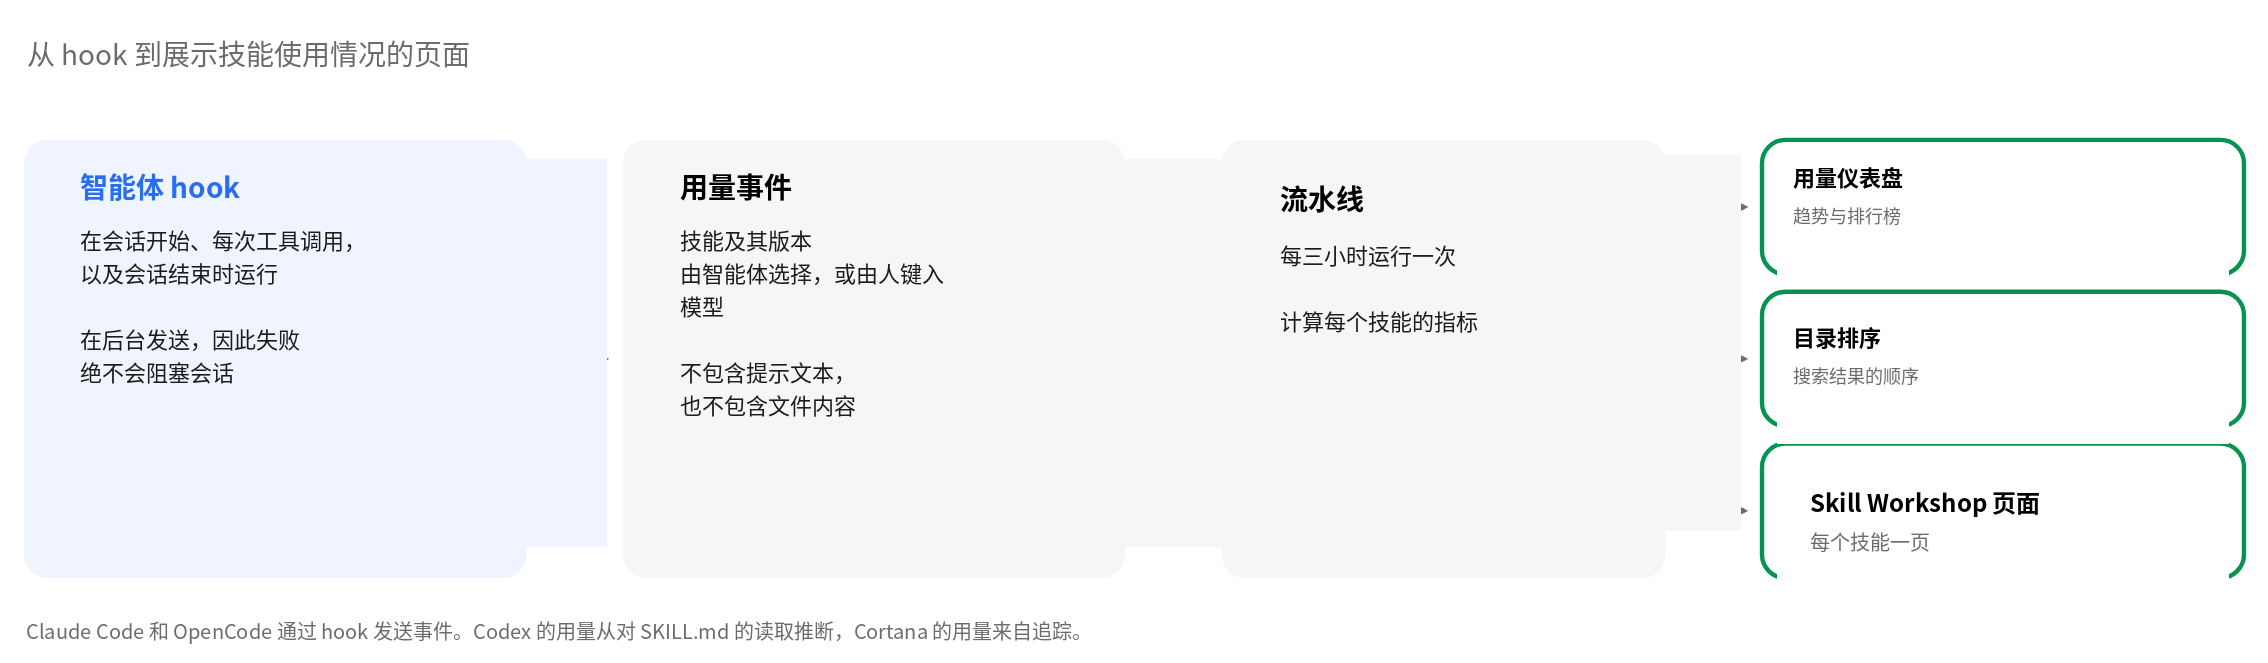 从 hook 到展示技能使用情况的页面
智能体 hook
在会话开始、每次工具调用，
以及会话结束时运行
在后台发送，因此失败
绝不会阻塞会话
用量事件
技能及其版本
由智能体选择，或由人键入
模型
不包含提示文本，
也不包含文件内容
流水线
每三小时运行一次
计算每个技能的指标
用量仪表盘
趋势与排行榜
目录排序
搜索结果的顺序
Skill Workshop 页面
每个技能一页
Claude Code 和 OpenCode 通过 hook 发送事件。Codex 的用量从对 SKILL.md 的读取推断，Cortana 的用量来自追踪。